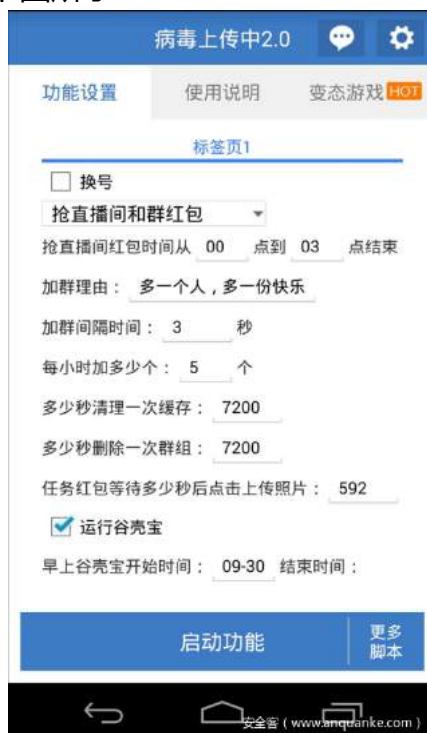 病毒上传中2.0
功能设置 使用说明 变态游戏 HOT
标签页1
换号
抢直播间和群红包
抢直播间红包时间从 00 点到 03 点结束
加群理由： 多一个人，多一份快乐
加群间隔时间： 3 秒
每小时加多少个： 5 个
多少秒清理一次缓存： 7200
多少秒删除一次群组： 7200
任务红包等待多少秒后点击上传照片： 592
运行谷壳宝
早上谷壳宝开始时间： 09-30 结束时间：
启动功能 更多
脚本
安全客（www.anquanke.com）